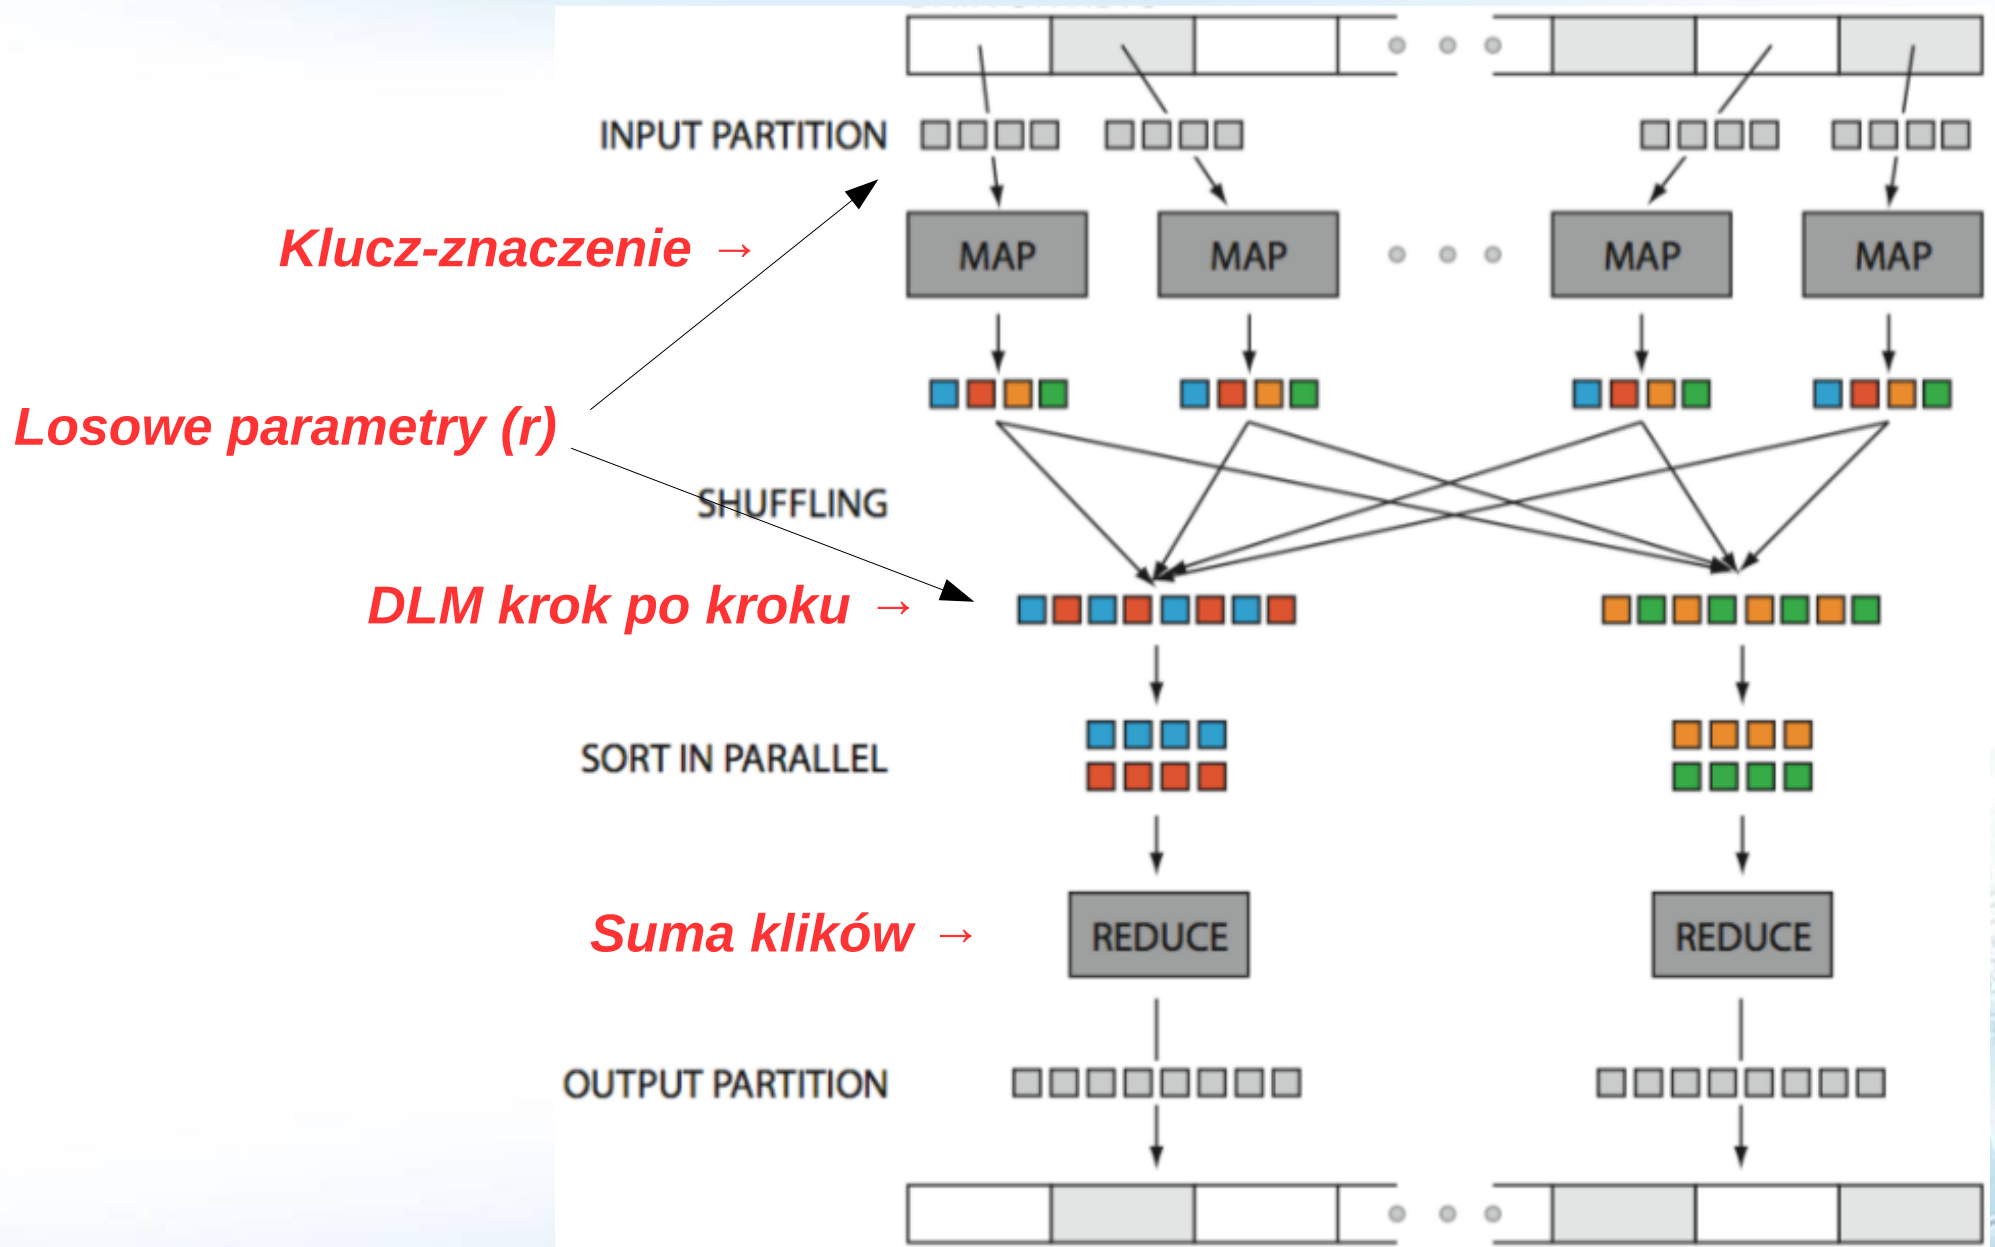 INPUT PARTITION
Klucz-znaczenie →
MAP MAP MAP MAP
Losowe parametry (r)
SHUFFLING
DLM krok po kroku →
SORT IN PARALLEL
Suma klików →
REDUCE REDUCE
OUTPUT PARTITION